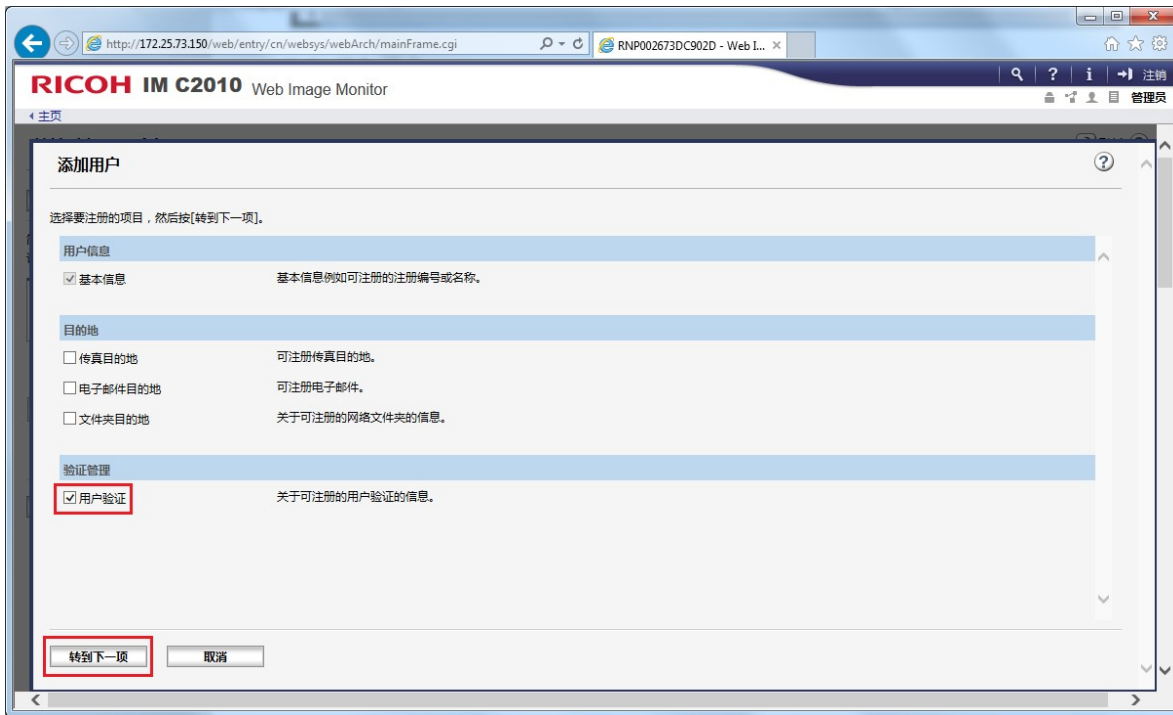 http://172.25.73.150/web/entry/cn/websys/webArch/mainFrame.cgi
RNP002673DC902D - Web I...
RICOH IM C2010 Web Image Monitor
? i 注销
管理员
主页
添加用户
?
选择要注册的项目，然后按[转到下一项]。
用户信息
基本信息 基本信息例如可注册的注册编号或名称。
目的地
传真目的地 可注册传真目的地。
电子邮件目的地 可注册电子邮件。
文件夹目的地 关于可注册的网络文件夹的信息。
验证管理
用户验证 关于可注册的用户验证的信息。
转到下一项 取消